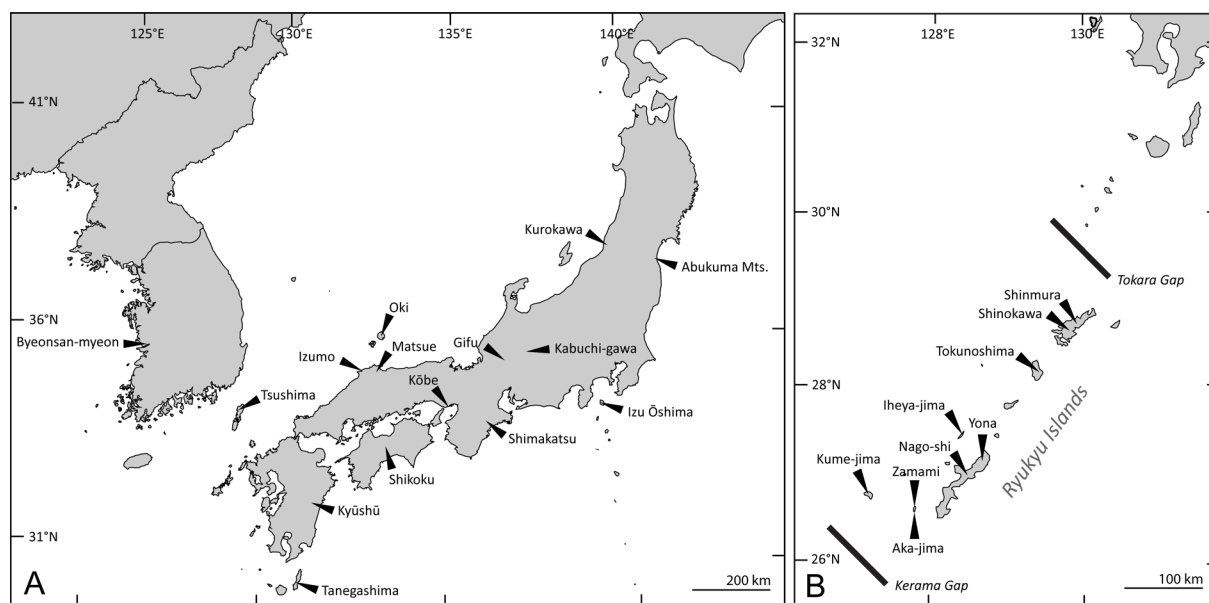 125°E
130°E
135°E
140°E
41°N
Kurokawa
Abukuma Mts.
Oki
36°N
Byeonsan-myeon
Izumo
Matsue
Gifu
Kabuchi-gawa
Tsushima
Kōbe
Izu Ōshima
Shimakatsu
Shikoku
Kyūshū
31°N
Tanegashima
A
200 km
128°E
130°E
32°N
30°N
Tokara Gap
Shinmura
Shinokawa
Tokunoshima
28°N
Iheya-jima
Yona
Nago-shi
Kume-jima
Zamami
Ryukyu Islands
Aka-jima
26°N
Kerama Gap
B
100 km